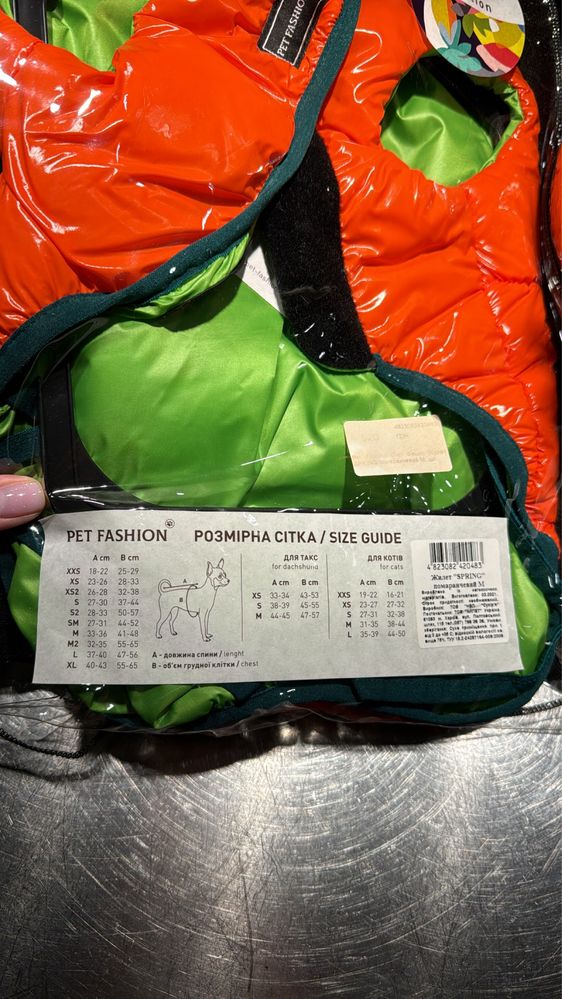 PET FASHION
PET FASHION РОЗМІРНА СІТКА / SIZE GUIDE
A cm B cm
XXS 18-22 25-29
XS 23-26 28-33
XS2 26-28 32-38
S 27-30 37-44
S2 28-33 50-57
SM 27-31 44-52
M 33-36 41-48
M2 32-35 55-65
L 37-40 47-56
XL 40-43 55-65
A - довжина спини / lenght
B - об'єм грудної клітки / chest
ДЛЯ ТАКС
for dachshund
XS 33-34 43-53
S 38-39 45-55
M 44-45 47-57
ДЛЯ КОТІВ
for cats
XXS 19-22 16-21
XS 23-27 27-32
S 27-31 32-38
M 31-35 38-44
L 35-39 44-50
4823082420483
Жилет "SPRING"
помаранчевий M